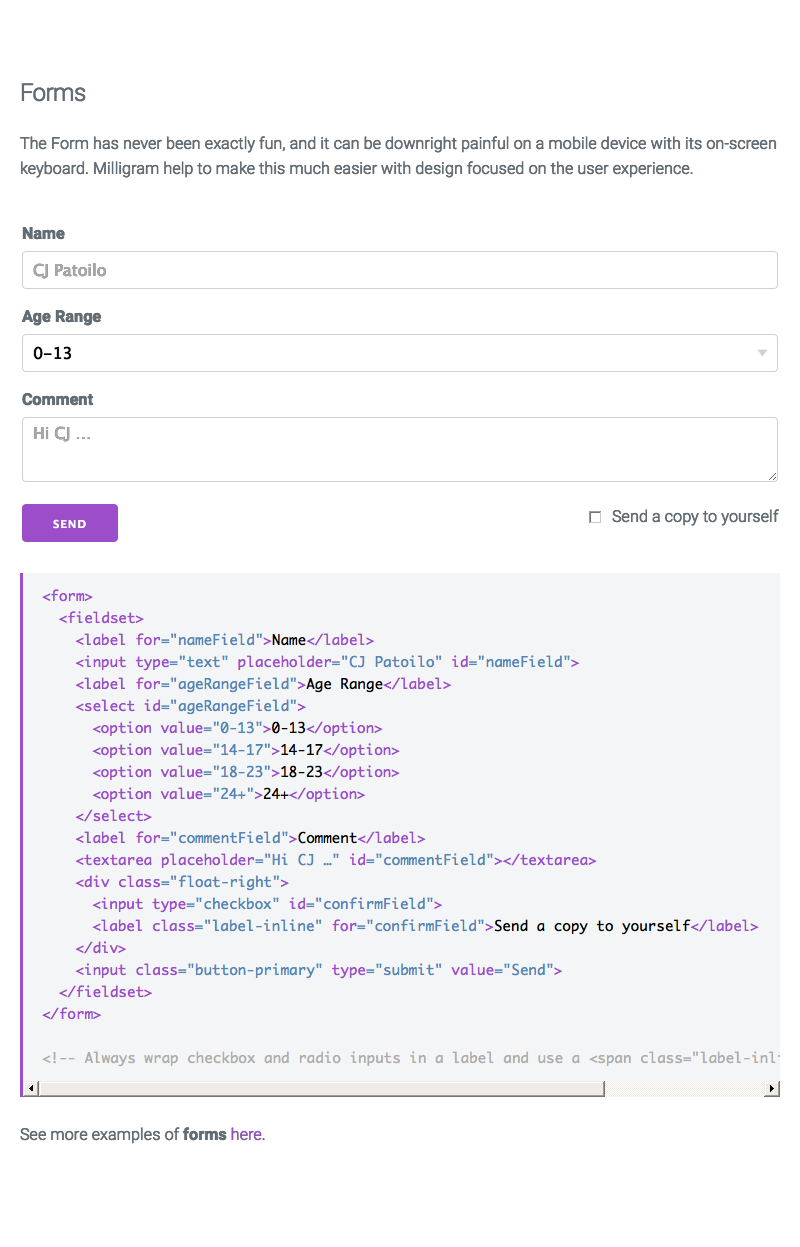 Forms
The Form has never been exactly fun, and it can be downright painful on a mobile device with its on-screen
keyboard. Milligram help to make this much easier with design focused on the user experience.
Name
CJ Patoilo
Age Range
0–13
Comment
Hi CJ …
SEND
Send a copy to yourself
<form>
  <fieldset>
    <label for="nameField">Name</label>
    <input type="text" placeholder="CJ Patoilo" id="nameField">
    <label for="ageRangeField">Age Range</label>
    <select id="ageRangeField">
      <option value="0-13">0-13</option>
      <option value="14-17">14-17</option>
      <option value="18-23">18-23</option>
      <option value="24+">24+</option>
    </select>
    <label for="commentField">Comment</label>
    <textarea placeholder="Hi CJ …" id="commentField"></textarea>
    <div class="float-right">
      <input type="checkbox" id="confirmField">
      <label class="label-inline" for="confirmField">Send a copy to yourself</label>
    </div>
    <input class="button-primary" type="submit" value="Send">
  </fieldset>
</form>
<!-- Always wrap checkbox and radio inputs in a label and use a <span class="label-inl
See more examples of forms here.